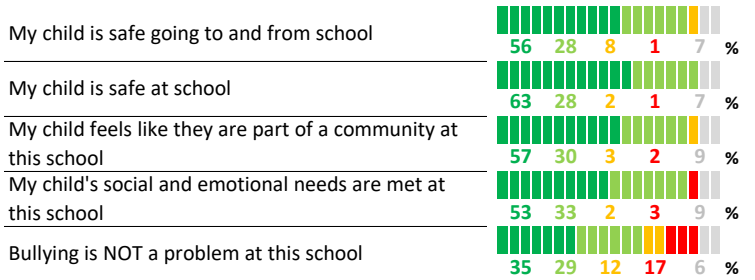 My child is safe going to and from school
56 28 8 1 7 %
My child is safe at school
63 28 2 1 7 %
My child feels like they are part of a community at
this school
57 30 3 2 9 %
My child's social and emotional needs are met at
this school
53 33 2 3 9 %
Bullying is NOT a problem at this school
35 29 12 17 6 %